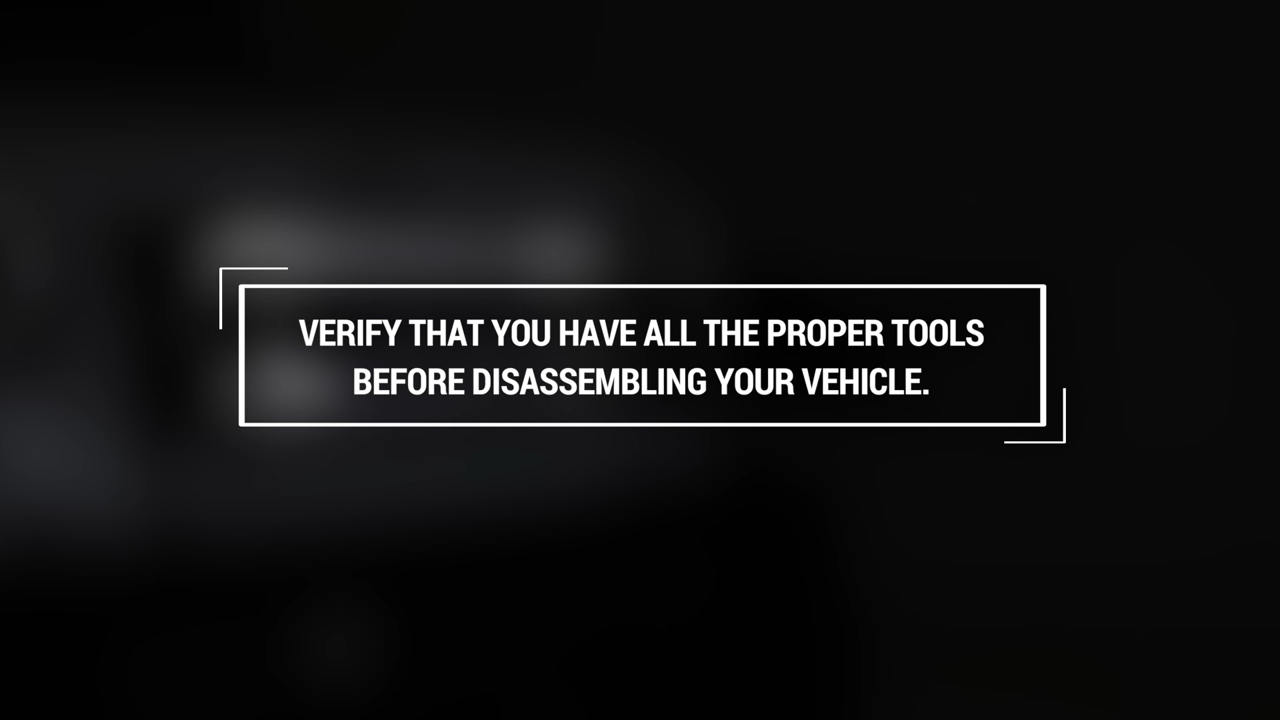 VERIFY THAT YOU HAVE ALL THE PROPER TOOLS
BEFORE DISASSEMBLING YOUR VEHICLE.